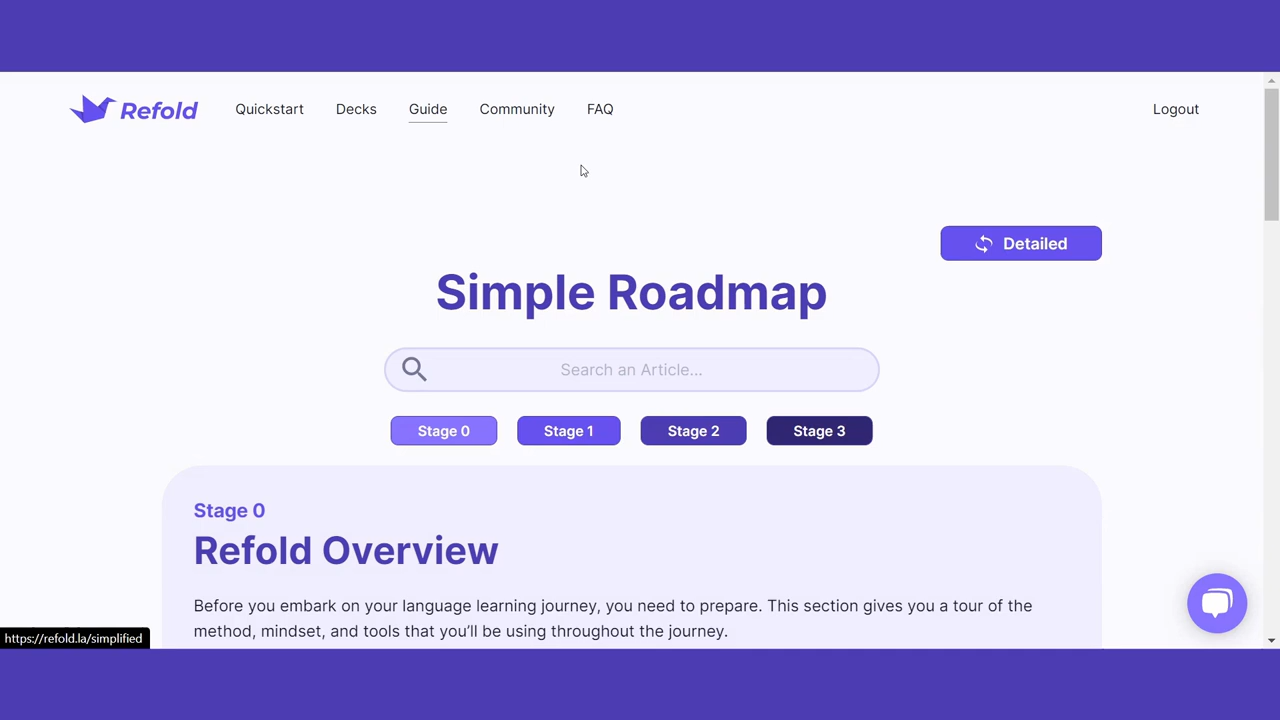 Refold Quickstart Decks Guide Community FAQ Logout
Detailed
Simple Roadmap
Search an Article...
Stage 0 Stage 1 Stage 2 Stage 3
Stage 0
Refold Overview
Before you embark on your language learning journey, you need to prepare. This section gives you a tour of the
method, mindset, and tools that you’ll be using throughout the journey.
https://refold.la/simplified